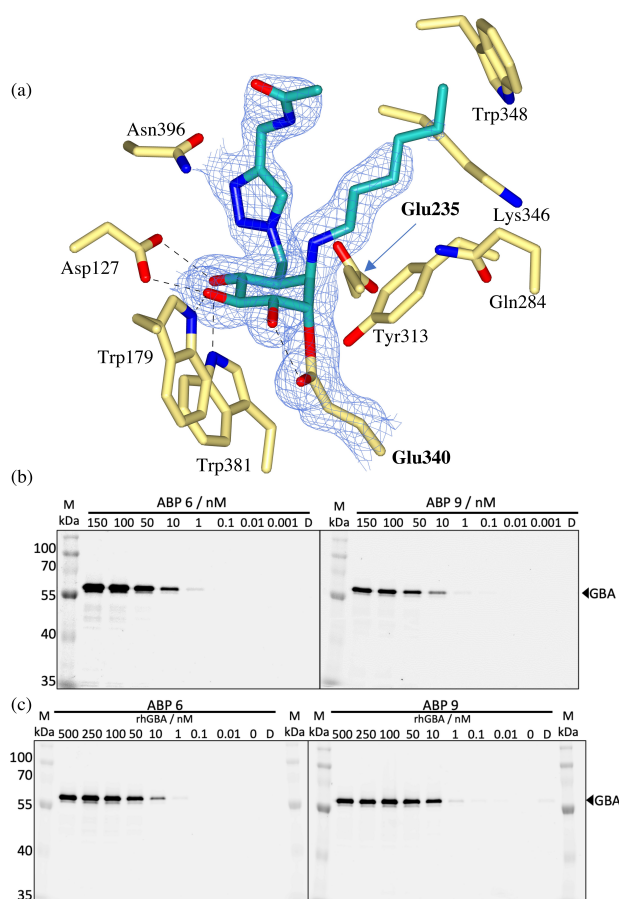 (a)
Trp348
Asn396
Glu235
Lys346
Asp127
Gln284
Tyr313
Trp179
Trp381
Glu340
(b)
M ABP 6 / nM ABP 9 / nM
kDa 150 100 50 10 1 0.1 0.01 0.001 D M kDa 150 100 50 10 1 0.1 0.01 0.001 D
100
70
55 GBA
40
35
(c)
ABP 6 ABP 9
M rhGBA / nM M M rhGBA / nM M
kDa 500 250 100 50 10 1 0.1 0.01 0 D kDa kDa 500 250 100 50 10 1 0.1 0.01 0 D kDa
100
70
55 GBA
40
35